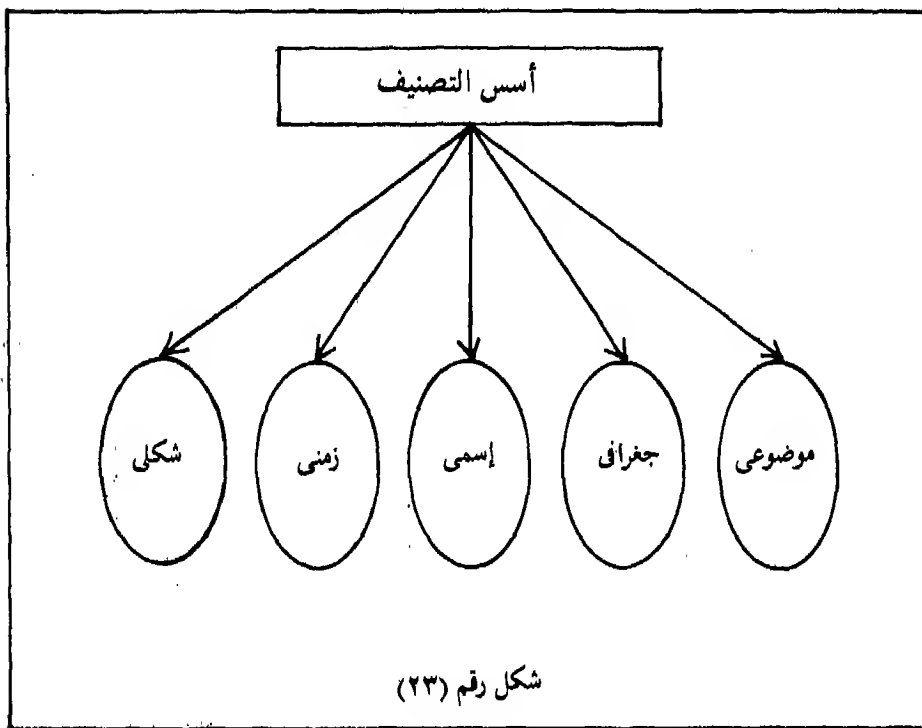 أسس التصنيف
موضوعى
جغرافى
إسمى
زمنى
شكلى
شكل رقم (٢٣)